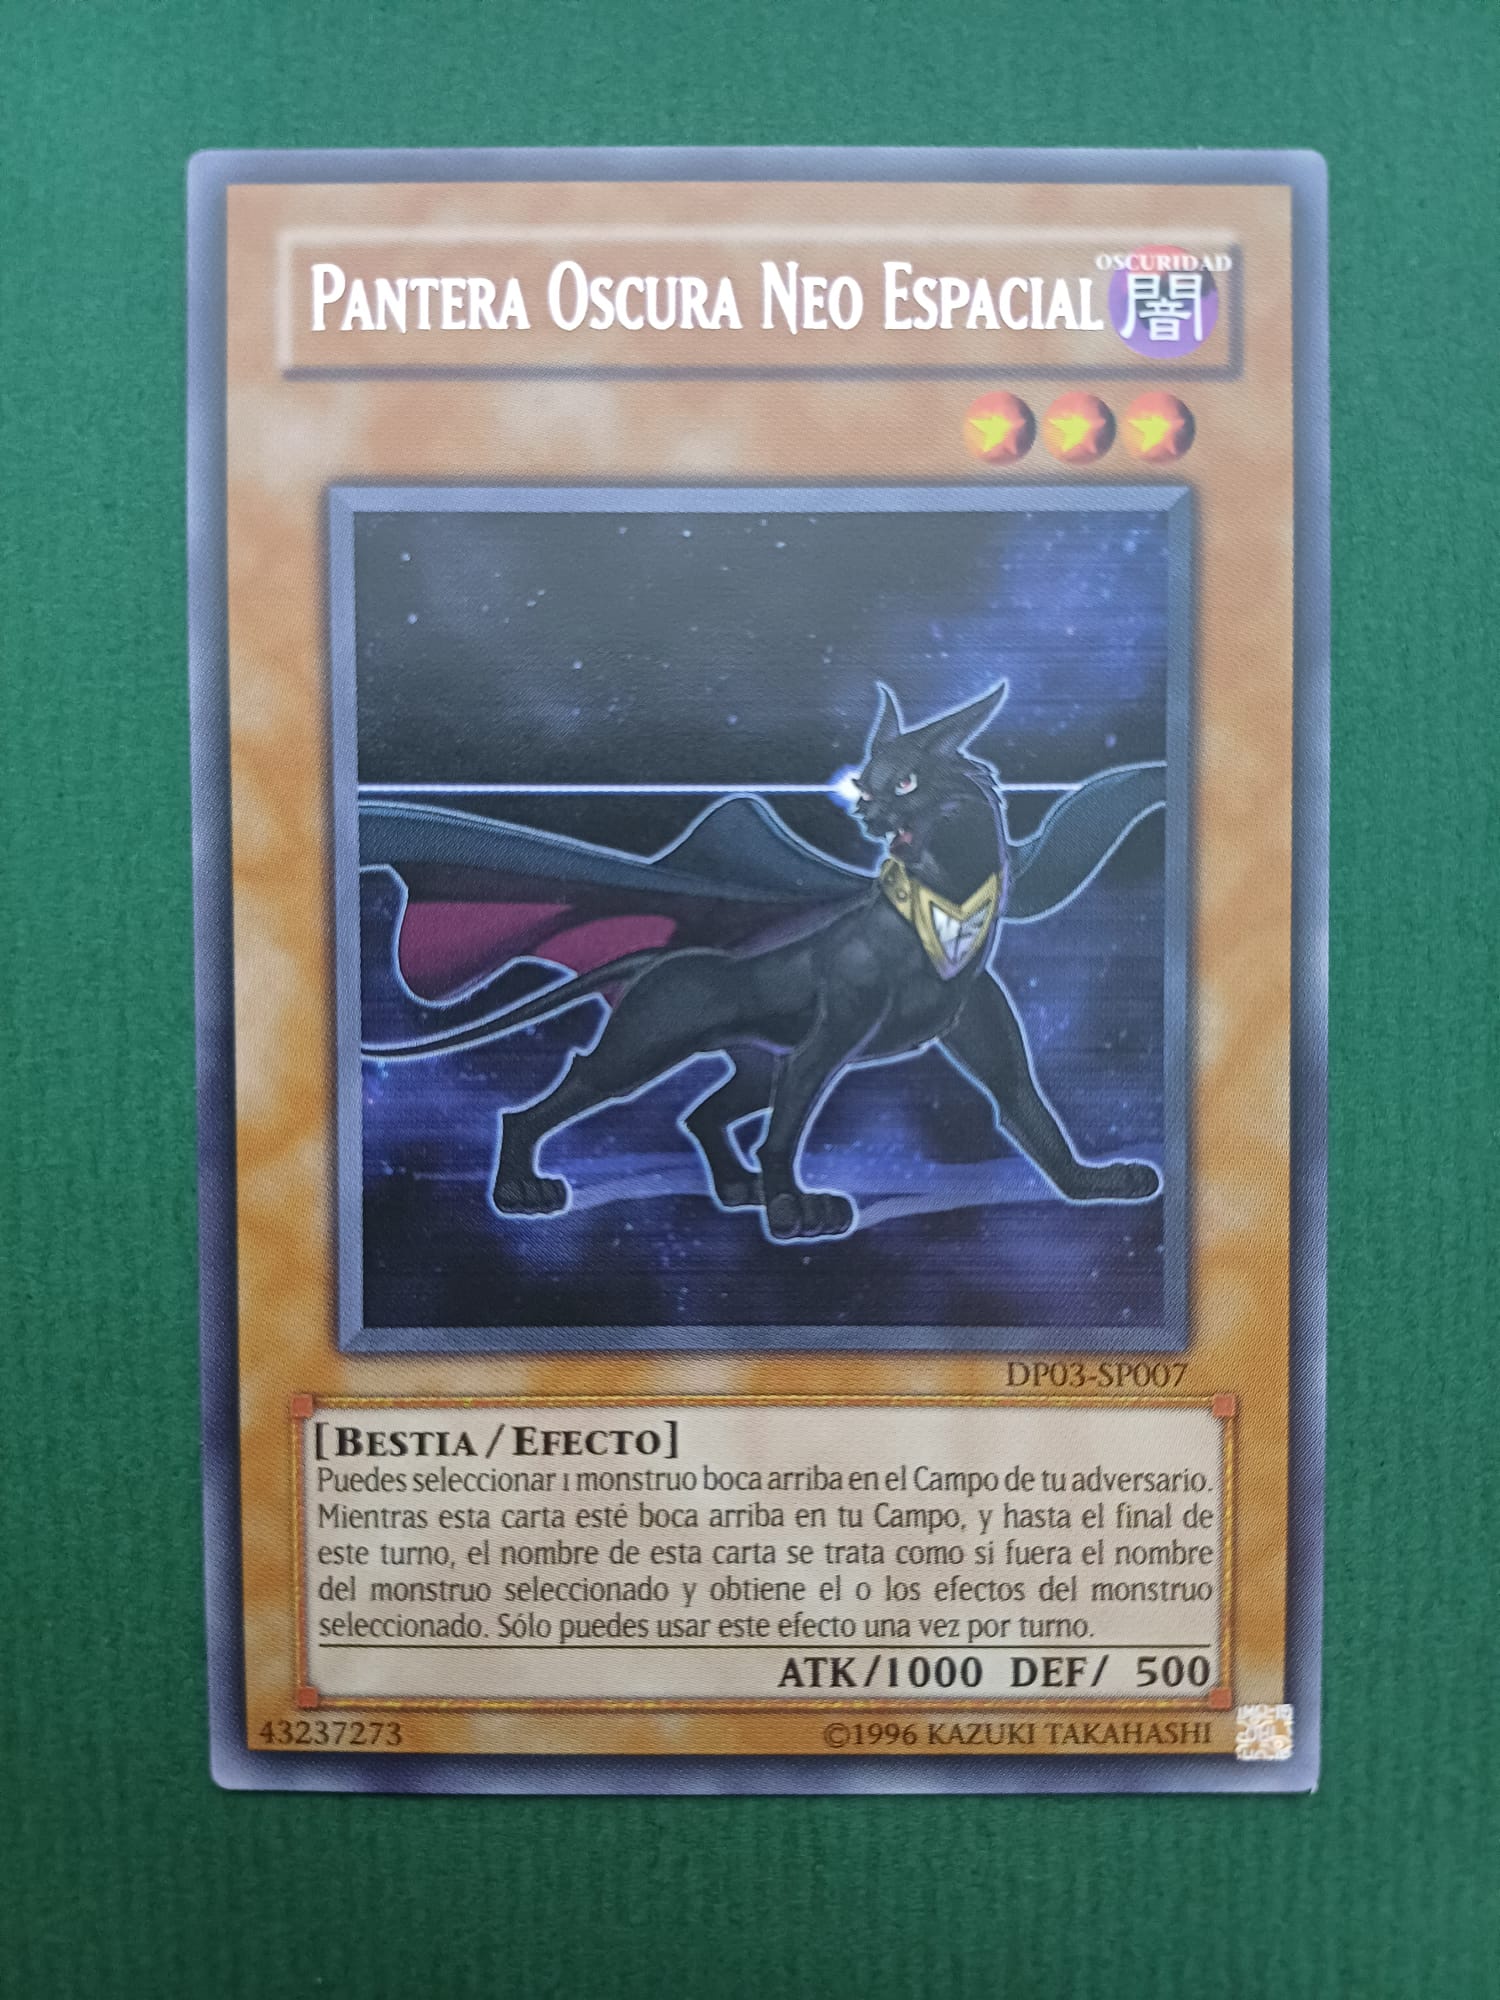 PANTERA OSCURA NEO ESPACIAL
OSCURIDAD
闇
DP03-SP007
[BESTIA/EFECTO]
Puedes seleccionar 1 monstruo boca arriba en el Campo de tu adversario.
Mientras esta carta esté boca arriba en tu Campo, y hasta el final de
este turno, el nombre de esta carta se trata como si fuera el nombre
del monstruo seleccionado y obtiene el o los efectos del monstruo
seleccionado. Sólo puedes usar este efecto una vez por turno.
ATK/1000 DEF/ 500
43237273
©1996 KAZUKI TAKAHASHI